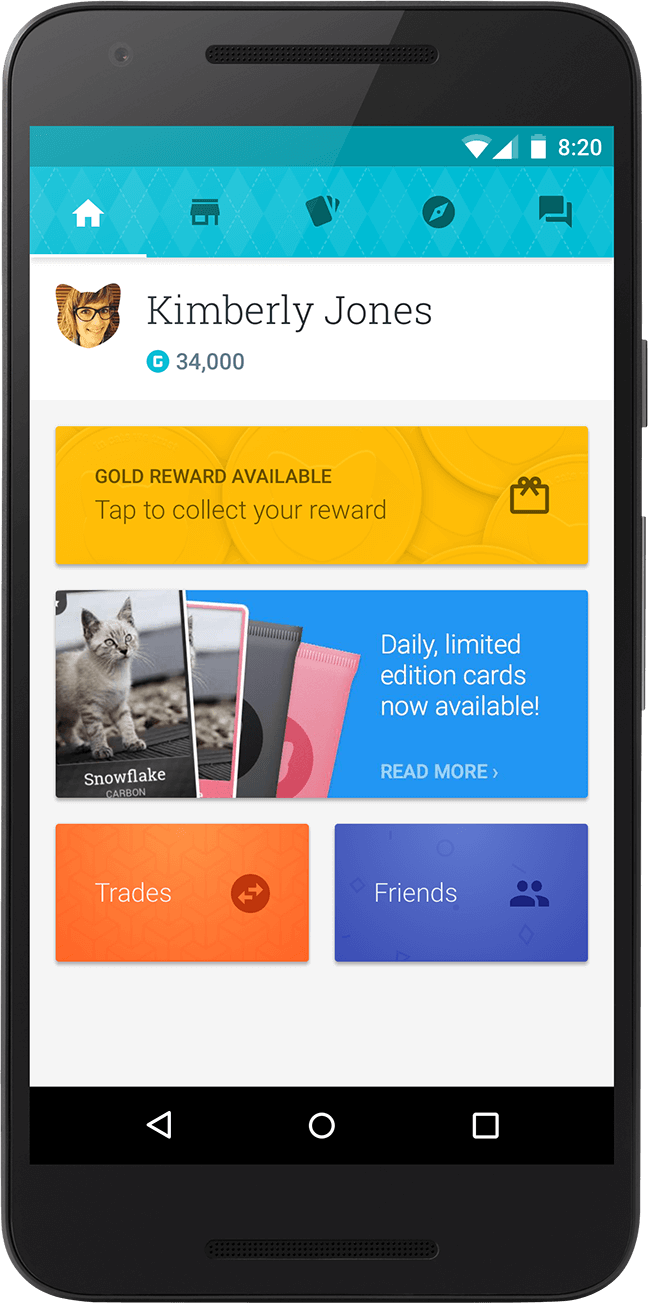 8:20
Kimberly Jones
G 34,000
GOLD REWARD AVAILABLE
Tap to collect your reward
Daily, limited
edition cards
now available!
READ MORE ›
Snowflake
CARBON
Trades
Friends